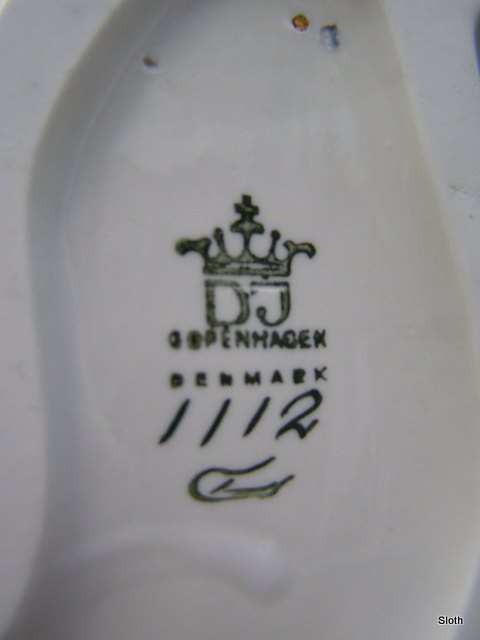 DJ
COPENHAGEN
DENMARK
1112
Sloth